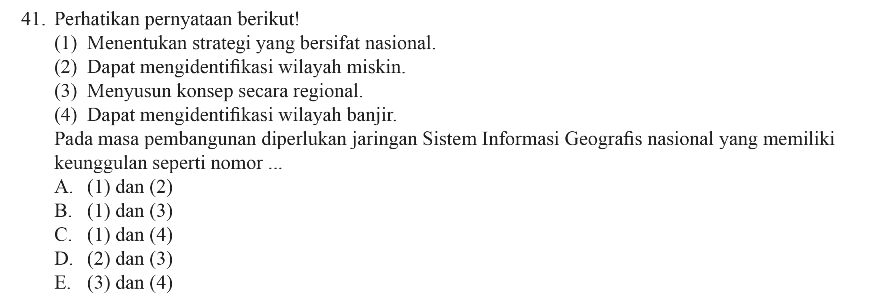 41. Perhatikan pernyataan berikut!
(1) Menentukan strategi yang bersifat nasional.
(2) Dapat mengidentifikasi wilayah miskin.
(3) Menyusun konsep secara regional.
(4) Dapat mengidentifikasi wilayah banjir.
Pada masa pembangunan diperlukan jaringan Sistem Informasi Geografis nasional yang memiliki
keunggulan seperti nomor ...
A. (1) dan (2)
B. (1) dan (3)
C. (1) dan (4)
D. (2) dan (3)
E. (3) dan (4)